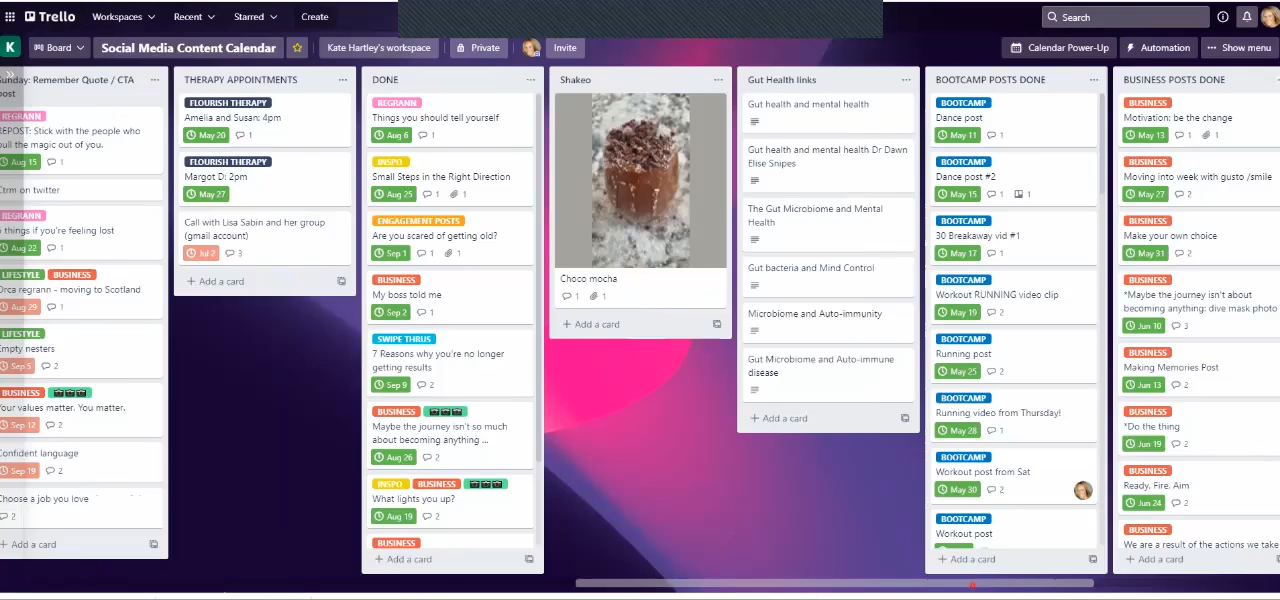 Trello
Workspaces
Recent
Starred
Create
Search
K
Board
Social Media Content Calendar
Kate Hartley's workspace
Private
Invite
Calendar Power-Up
Automation
Show menu
Sunday: Remember Quote / CTA
post
REGRANN
REPOST: Stick with the people who
pull the magic out of you.
Aug 15
1
Ctrm on twitter
REGRANN
things if you're feeling lost
Aug 22
1
LIFESTYLE
BUSINESS
Orca regrann - moving to Scotland
Aug 29
1
LIFESTYLE
Empty nesters
Sep 5
2
BUSINESS
Your values matter. You matter.
Sep 12
2
Confident language
Sep 19
2
Choose a job you love
2
+ Add a card
THERAPY APPOINTMENTS
FLOURISH THERAPY
Amelia and Susan: 4pm
May 20
1
FLOURISH THERAPY
Margot D: 2pm
May 27
Call with Lisa Sabin and her group
(gmail account)
Jul 2
3
+ Add a card
DONE
REGRANN
Things you should tell yourself
Aug 6
1
INSPO
Small Steps in the Right Direction
Aug 25
1
1
ENGAGEMENT POSTS
Are you scared of getting old?
Sep 1
1
1
BUSINESS
My boss told me
Sep 2
1
SWIPE THRUS
7 Reasons why you're no longer
getting results
Sep 9
2
BUSINESS
Maybe the journey isn't so much
about becoming anything ...
Aug 26
2
INSPO
BUSINESS
What lights you up?
Aug 19
2
BUSINESS
+ Add a card
Shakeo
Choco mocha
1
1
+ Add a card
Gut Health links
Gut health and mental health
Gut health and mental health Dr Dawn
Elise Snipes
The Gut Microbiome and Mental
Health
Gut bacteria and Mind Control
Microbiome and Auto-immunity
Gut Microbiome and Auto-immune
disease
+ Add a card
BOOTCAMP POSTS DONE
BOOTCAMP
Dance post
May 11
1
BOOTCAMP
Dance post #2
May 15
1
1
BOOTCAMP
30 Breakaway vid #1
May 17
1
BOOTCAMP
Workout RUNNING video clip
May 19
2
BOOTCAMP
Running post
May 25
2
BOOTCAMP
Running video from Thursday!
May 28
1
BOOTCAMP
Workout post from Sat
May 30
2
BOOTCAMP
Workout post
+ Add a card
BUSINESS POSTS DONE
BUSINESS
Motivation: be the change
May 13
1
1
BUSINESS
Moving into week with gusto /smile
May 27
2
BUSINESS
Make your own choice
May 31
2
BUSINESS
*Maybe the journey isn't about
becoming anything: dive mask photo
Jun 10
3
BUSINESS
Making Memories Post
Jun 13
2
BUSINESS
*Do the thing
Jun 19
2
BUSINESS
Ready, Fire. Aim
Jun 24
2
BUSINESS
We are a result of the actions we take
+ Add a card